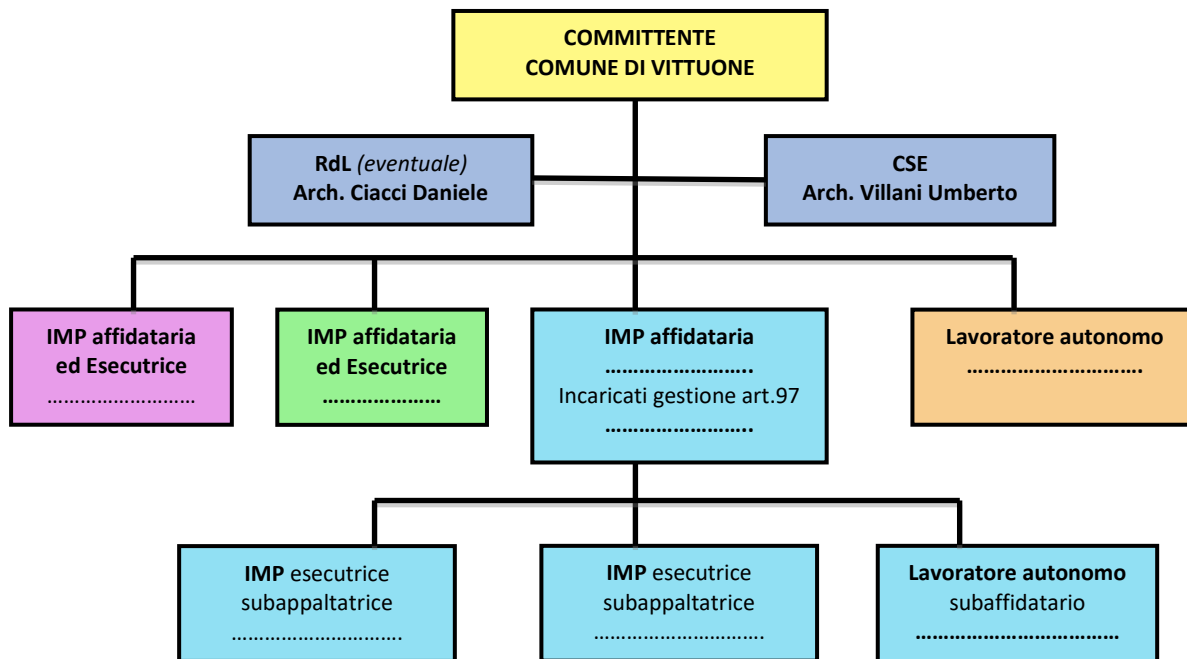 COMMITTENTE
COMUNE DI VITTUONE
RdL (eventuale)
Arch. Ciacci Daniele
CSE
Arch. Villani Umberto
IMP affidataria
ed Esecutrice
………………………
IMP affidataria
ed Esecutrice
…………………
IMP affidataria
……………………..
Incaricati gestione art.97
……………………..
Lavoratore autonomo
……………………….
IMP esecutrice
subappaltatrice
……………………….
IMP esecutrice
subappaltatrice
……………………….
Lavoratore autonomo
subaffidatario
………………………………